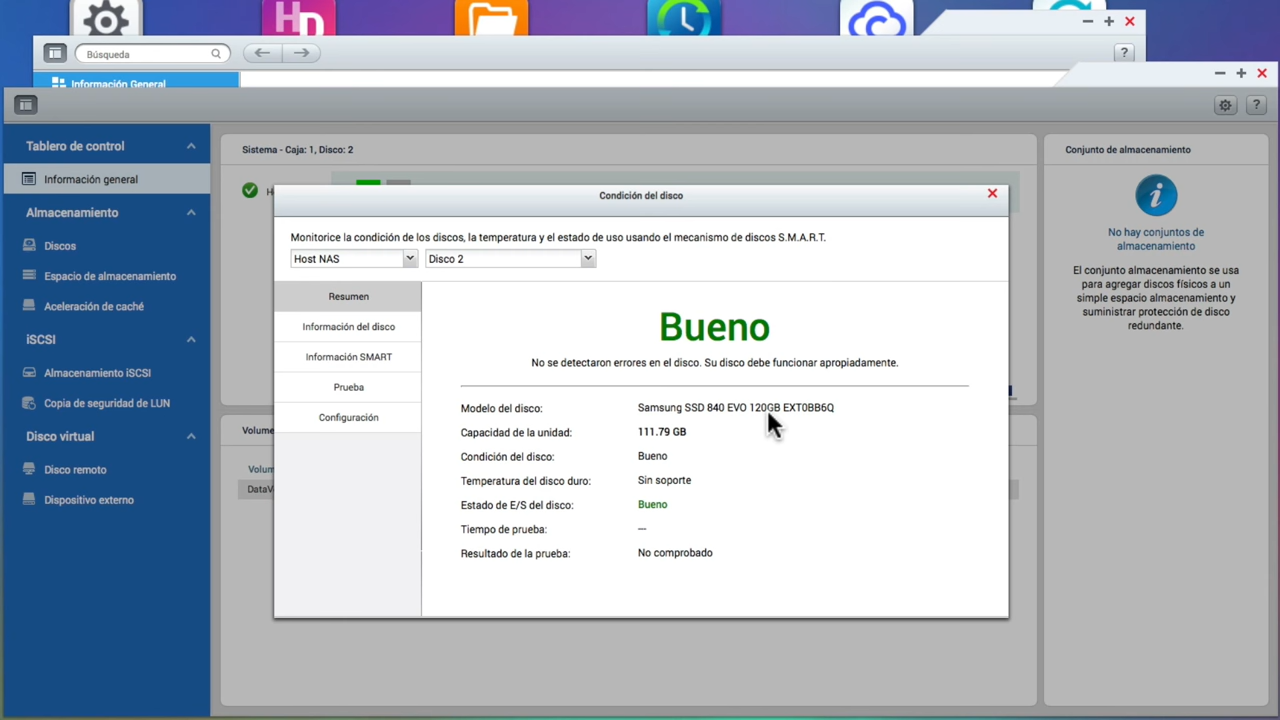 HD
Búsqueda
?
Información General
?
Tablero de control
Información general
Almacenamiento
Discos
Espacio de almacenamiento
Aceleración de caché
iSCSI
Almacenamiento iSCSI
Copia de seguridad de LUN
Disco virtual
Disco remoto
Dispositivo externo
Sistema - Caja: 1, Disco: 2
Condición del disco
Monitorice la condición de los discos, la temperatura y el estado de uso usando el mecanismo de discos S.M.A.R.T.
Host NAS
Disco 2
Resumen
Información del disco
Información SMART
Prueba
Configuración
Bueno
No se detectaron errores en el disco. Su disco debe funcionar apropiadamente.
Modelo del disco: Samsung SSD 840 EVO 120GB EXT0BB6Q
Capacidad de la unidad: 111.79 GB
Condición del disco: Bueno
Temperatura del disco duro: Sin soporte
Estado de E/S del disco: Bueno
Tiempo de prueba: ---
Resultado de la prueba: No comprobado
Conjunto de almacenamiento
No hay conjuntos de
almacenamiento
El conjunto almacenamiento se usa
para agregar discos físicos a un
simple espacio almacenamiento y
suministrar protección de disco
redundante.